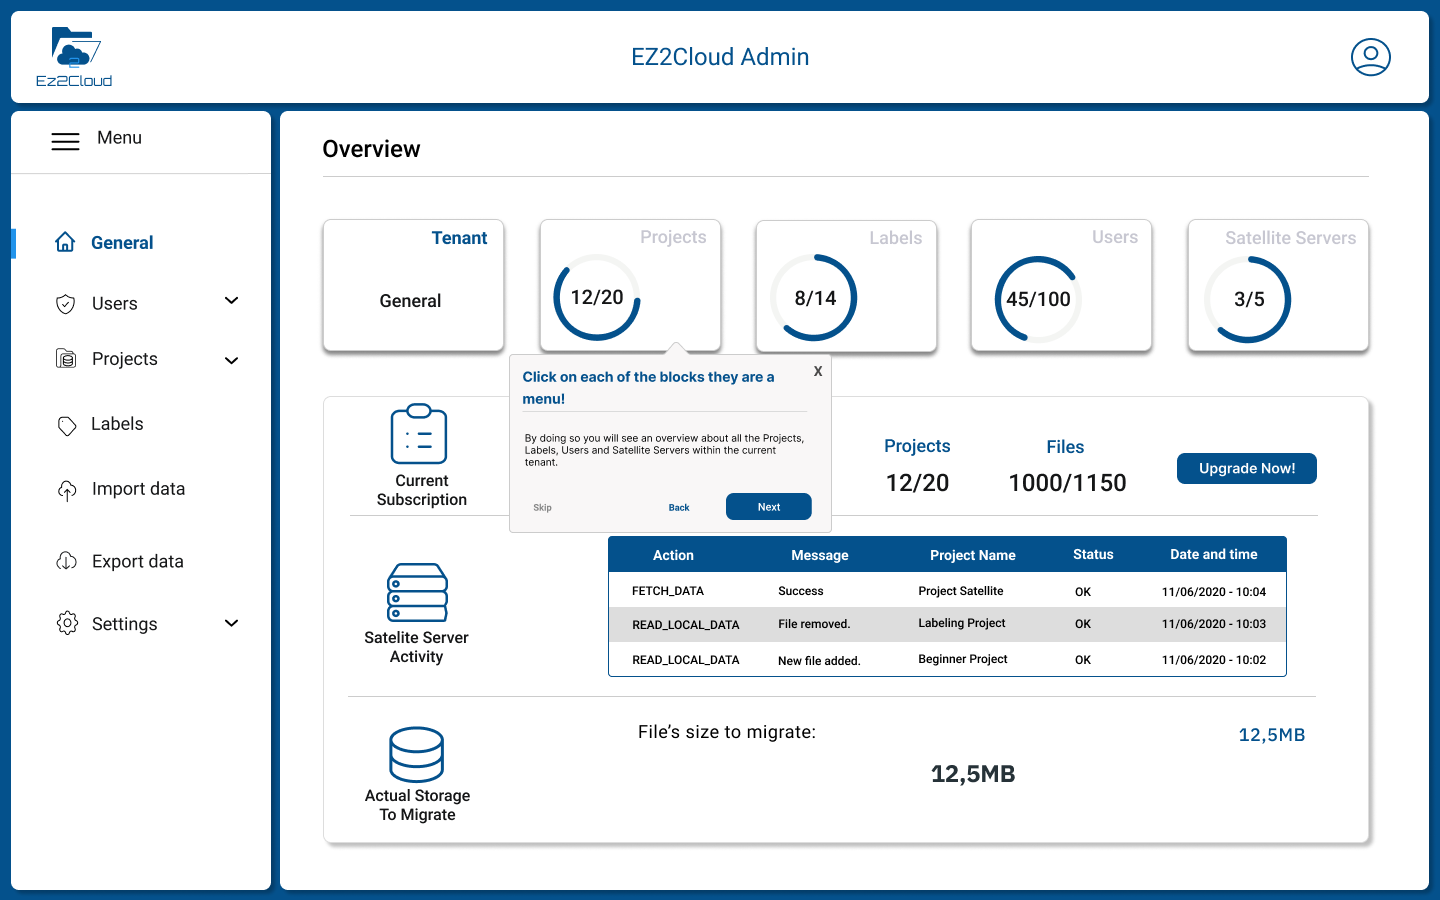 2
Ez2Cloud
EZ2Cloud Admin
Menu
General
Users
Projects
Labels
Import data
Export data
Settings
Overview
Tenant
General
Projects
12/20
Labels
8/14
Users
45/100
Satellite Servers
3/5
Click on each of the blocks they are a
menu!
X
By doing so you will see an overview about all the Projects,
Labels, Users and Satellite Servers within the current
tenant.
Skip
Back
Next
Current
Subscription
Projects
12/20
Files
1000/1150
Upgrade Now!
Satelite Server
Activity
Action Message Project Name Status Date and time
FETCH_DATA Success Project Satellite OK 11/06/2020 - 10:04
READ_LOCAL_DATA File removed. Labeling Project OK 11/06/2020 - 10:03
READ_LOCAL_DATA New file added. Beginner Project OK 11/06/2020 - 10:02
Actual Storage
To Migrate
File’s size to migrate:
12,5MB
12,5MB